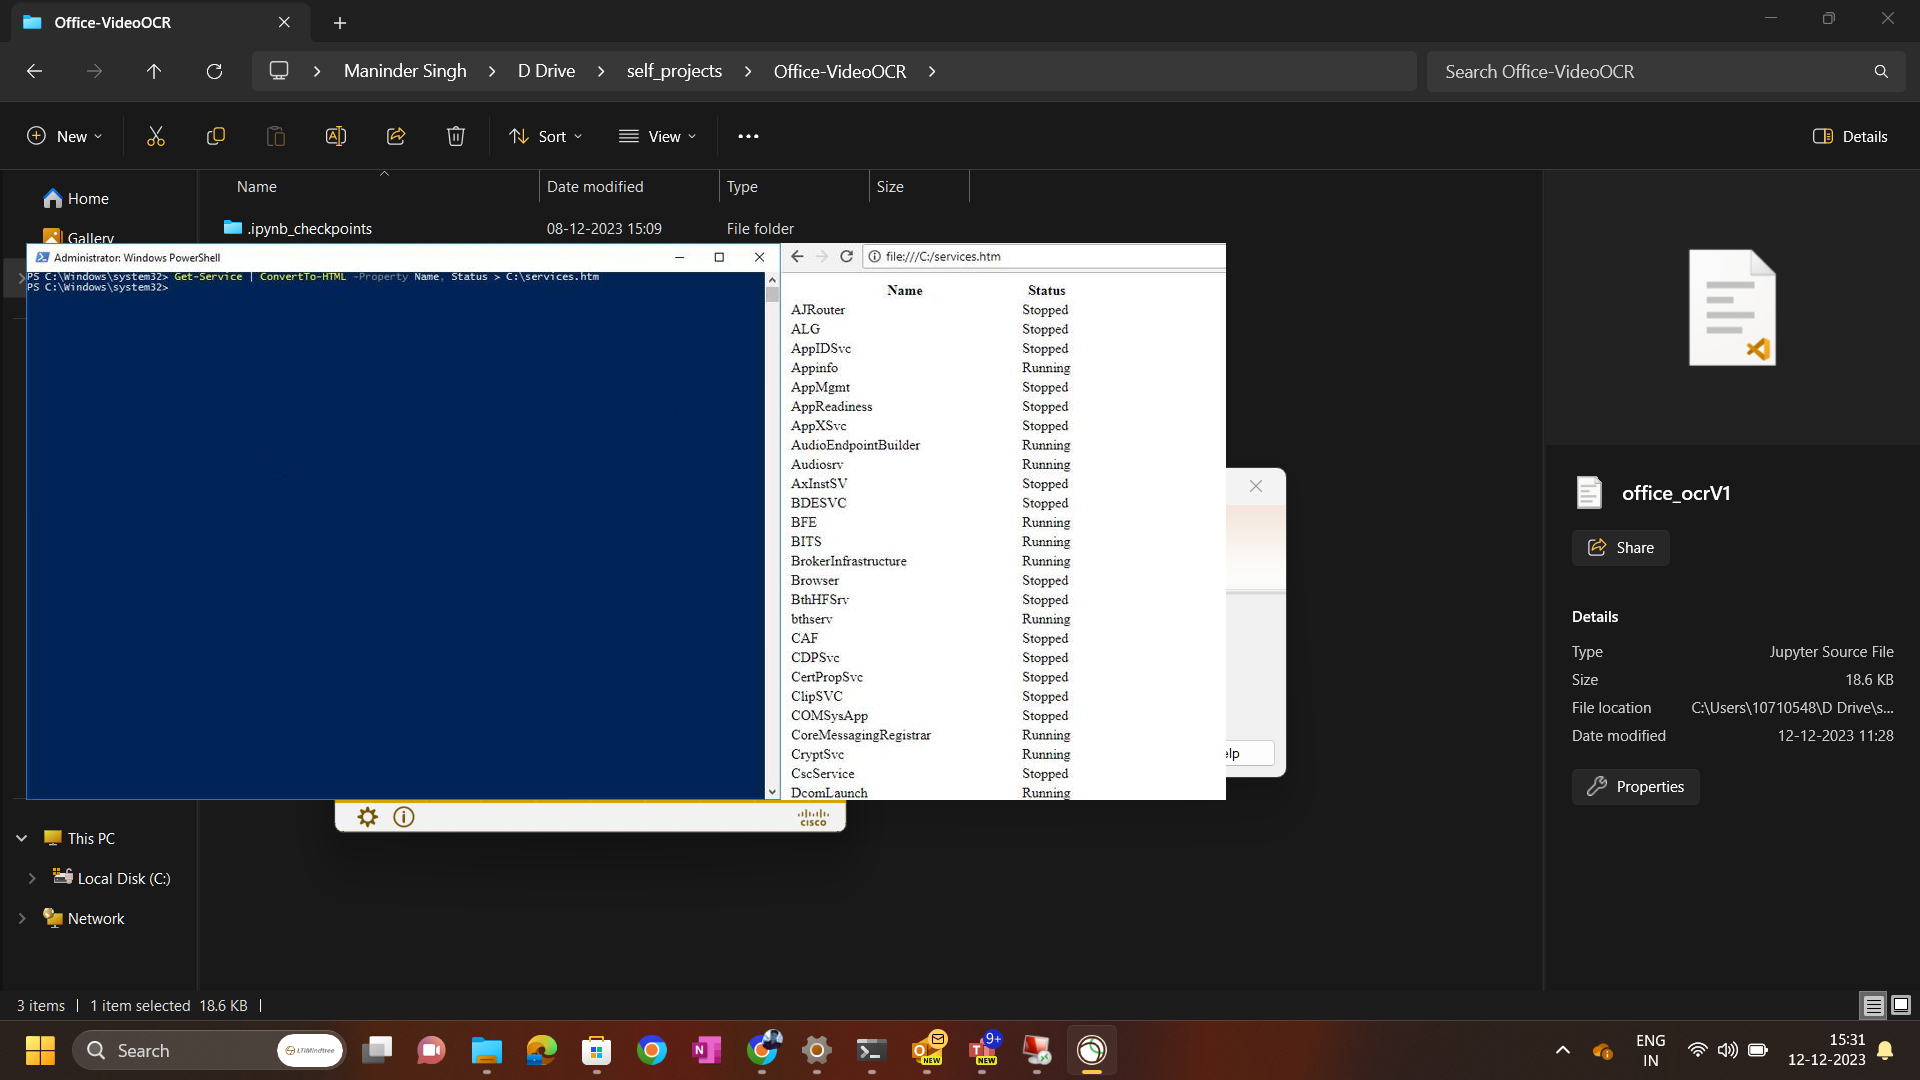 Office-VideoOCR
Maninder Singh
D Drive
self_projects
Office-VideoOCR
Search Office-VideoOCR
New
Sort
View
Details
Home
Gallery
Name
Date modified
Type
Size
.ipynb_checkpoints
08-12-2023 15:09
File folder
Administrator: Windows PowerShell
PS C:\Windows\system32> Get-Service | ConvertTo-HTML -Property Name, Status > C:\services.htm
PS C:\Windows\system32>
file:///C:/services.htm
Name Status
AJRouter Stopped
ALG Stopped
AppIDSvc Stopped
Appinfo Running
AppMgmt Stopped
AppReadiness Stopped
AppXSvc Stopped
AudioEndpointBuilder Running
Audiosrv Running
AxInstSV Stopped
BDESVC Stopped
BFE Running
BITS Running
BrokerInfrastructure Running
Browser Stopped
BthHFSrv Stopped
bthserv Running
CAF Stopped
CDPSvc Stopped
CertPropSvc Stopped
ClipSVC Stopped
COMSysApp Stopped
CoreMessagingRegistrar Running
CryptSvc Running
CscService Stopped
DcomLaunch Running
elp
cisco
This PC
Local Disk (C:)
Network
office_ocrV1
Share
Details
Type Jupyter Source File
Size 18.6 KB
File location C:\Users\10710548\D Drive\s...
Date modified 12-12-2023 11:28
Properties
3 items
1 item selected 18.6 KB
Search
LTIMindtree
NEW
9+
NEW
ENG
IN
15:31
12-12-2023